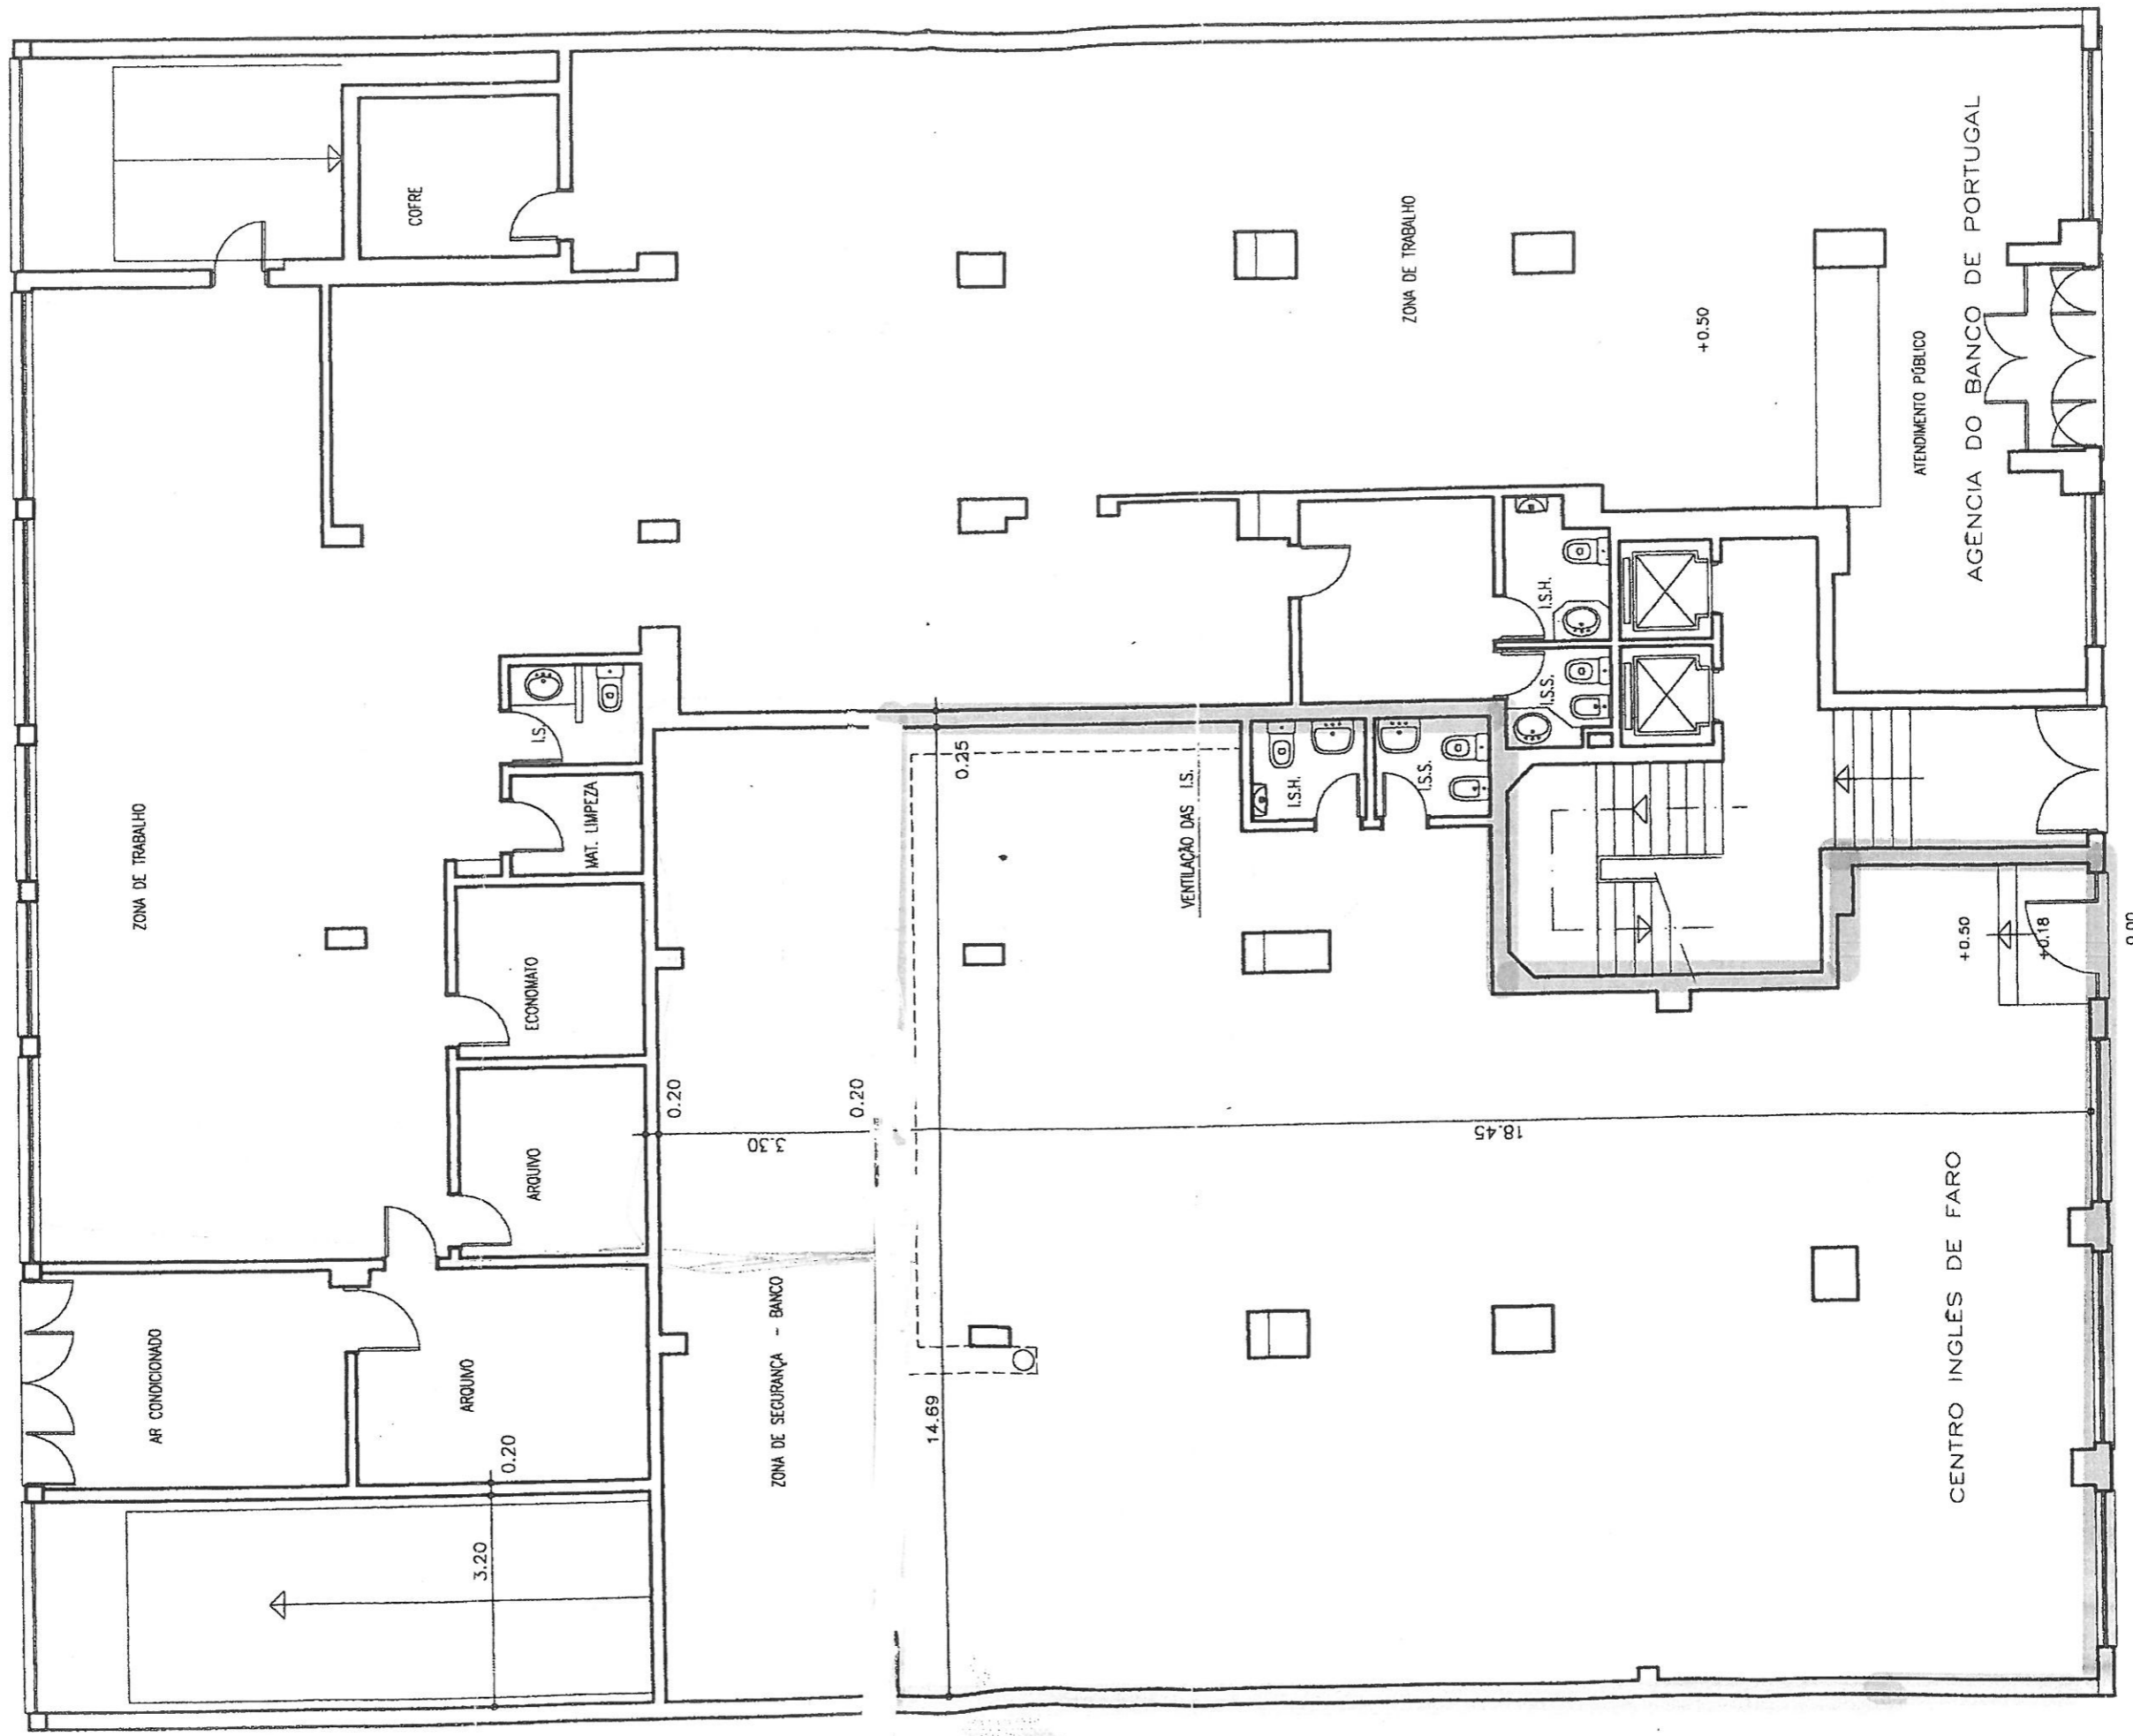 COFRE
ZONA DE TRABALHO
+0.50
ATENDIMENTO PÚBLICO
AGÊNCIA DO BANCO DE PORTUGAL
I.S.H.
I.S.S.
I.S.
MAT. LIMPEZA
ZONA DE TRABALHO
ECONOMATO
ARQUIVO
AR CONDICIONADO
ARQUIVO
0.20
3.20
0.20
3.30
0.20
ZONA DE SEGURANÇA - BANCO
0.25
VENTILAÇÃO DAS I.S.
I.S.H.
I.S.S.
14.69
18.45
+0.50
+0.18
0.00
CENTRO INGLÊS DE FARO